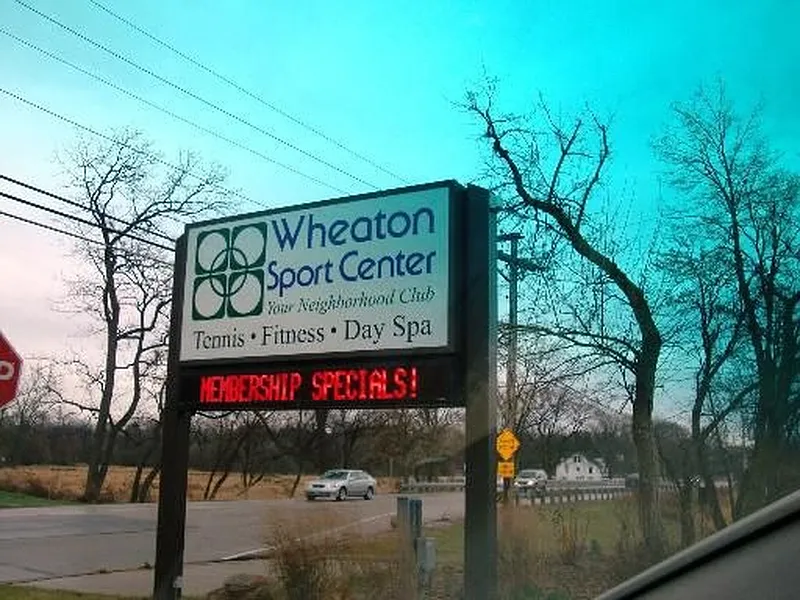 Wheaton
Sport Center
Your Neighborhood Club
Tennis • Fitness • Day Spa
MEMBERSHIP SPECIALS!